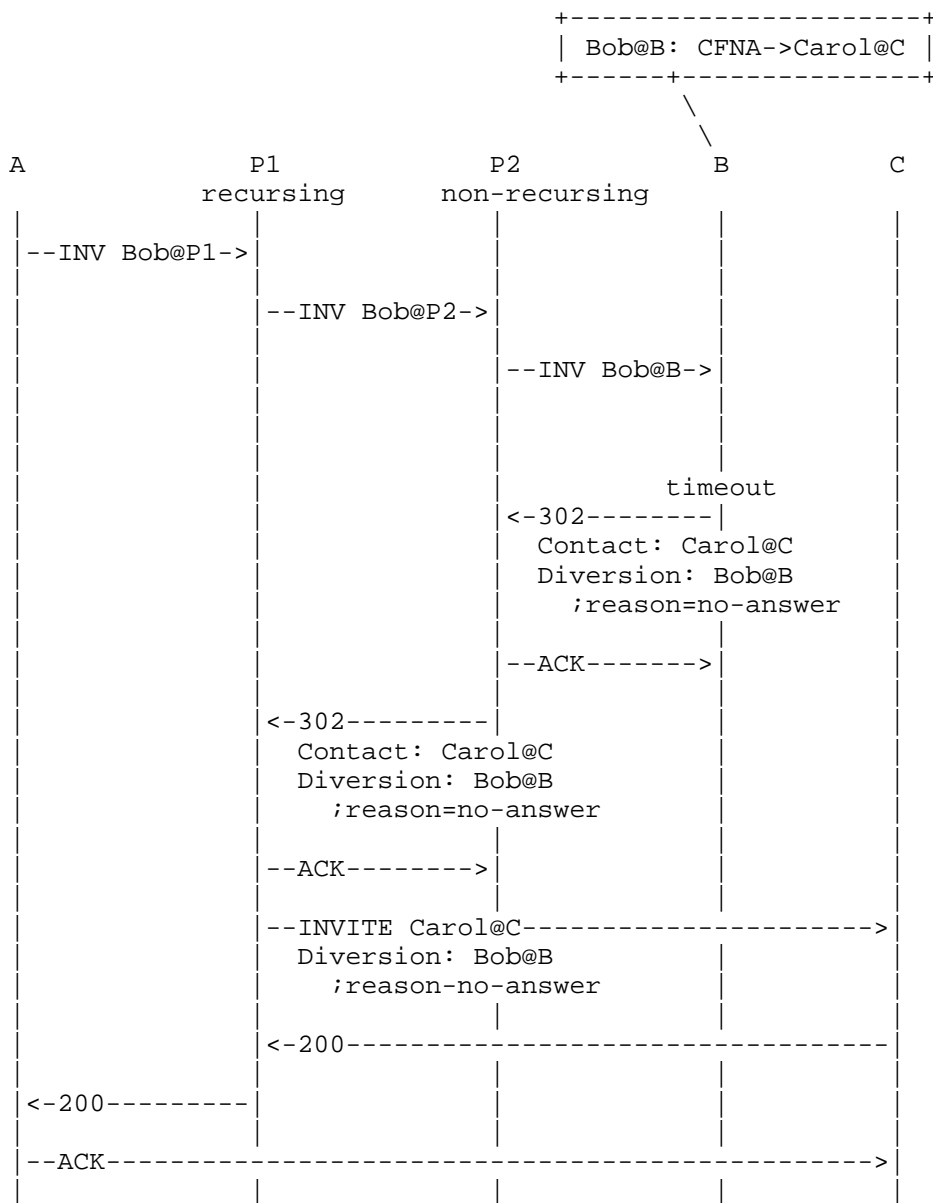 Bob@B: CFNA->Carol@C
A P1 P2 B C
recursing non-recursing
--INV Bob@P1->
--INV Bob@P2->
--INV Bob@B->
timeout
<-302--------
Contact: Carol@C
Diversion: Bob@B
;reason=no-answer
--ACK------->
<-302---------
Contact: Carol@C
Diversion: Bob@B
;reason=no-answer
--ACK-------->
--INVITE Carol@C---------------------->
Diversion: Bob@B
;reason-no-answer
<-200----------------------------------
<-200---------
--ACK------------------------------------------------>